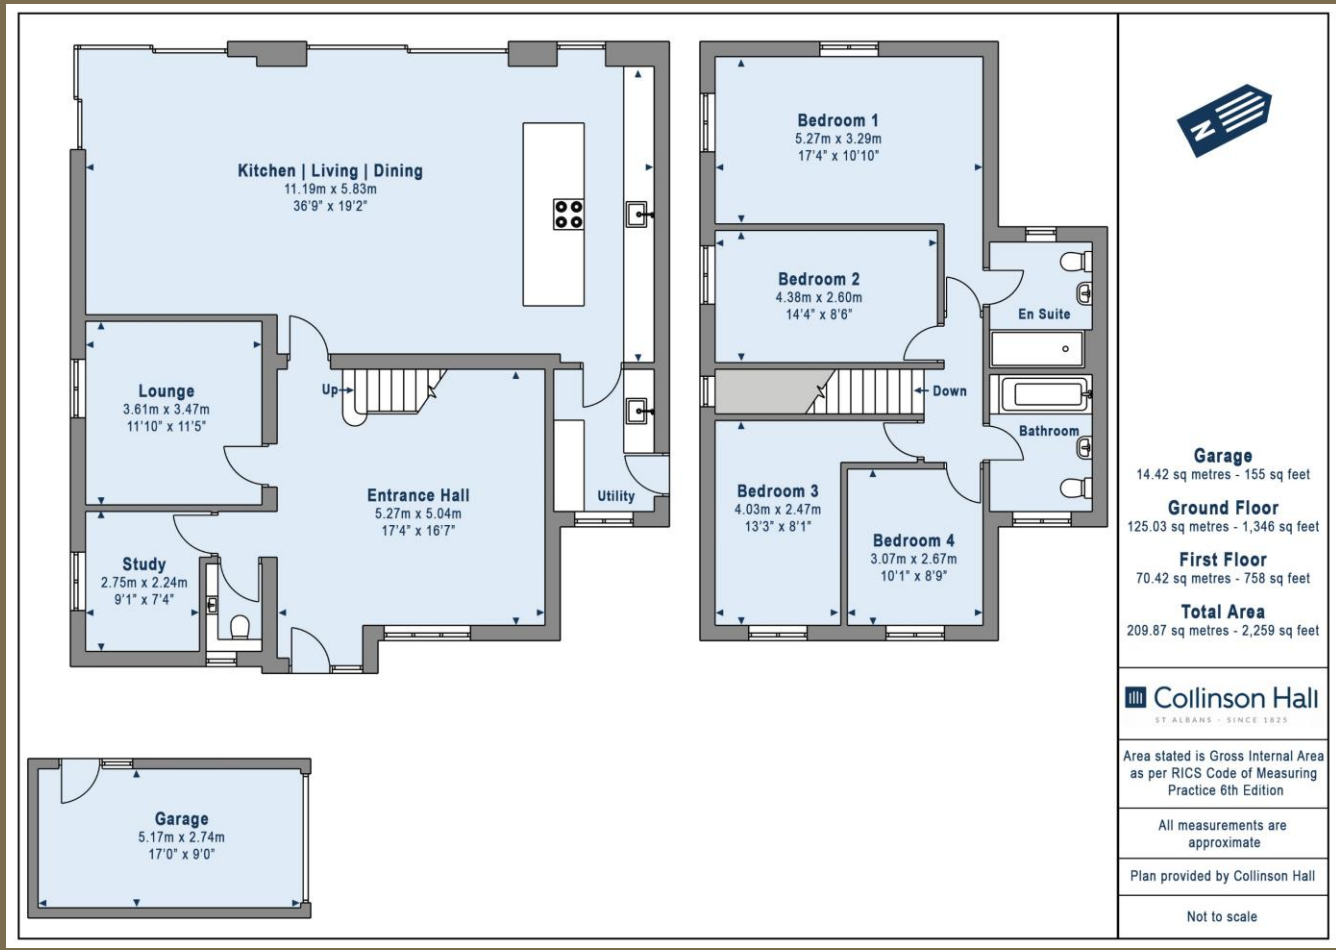 Kitchen | Living | Dining
11.19m x 5.83m
36'9" x 19'2"
Lounge
3.61m x 3.47m
11'10" x 11'5"
Up
Entrance Hall
5.27m x 5.04m
17'4" x 16'7"
Utility
Study
2.75m x 2.24m
9'1" x 7'4"
Bedroom 1
5.27m x 3.29m
17'4" x 10'10"
Bedroom 2
4.38m x 2.60m
14'4" x 8'6"
En Suite
Down
Bathroom
Bedroom 3
4.03m x 2.47m
13'3" x 8'1"
Bedroom 4
3.07m x 2.67m
10'1" x 8'9"
Garage
5.17m x 2.74m
17'0" x 9'0"
N
Garage
14.42 sq metres - 155 sq feet
Ground Floor
125.03 sq metres - 1,346 sq feet
First Floor
70.42 sq metres - 758 sq feet
Total Area
209.87 sq metres - 2,259 sq feet
Collinson Hall
ST ALBANS - SINCE 1825
Area stated is Gross Internal Area
as per RICS Code of Measuring
Practice 6th Edition
All measurements are
approximate
Plan provided by Collinson Hall
Not to scale